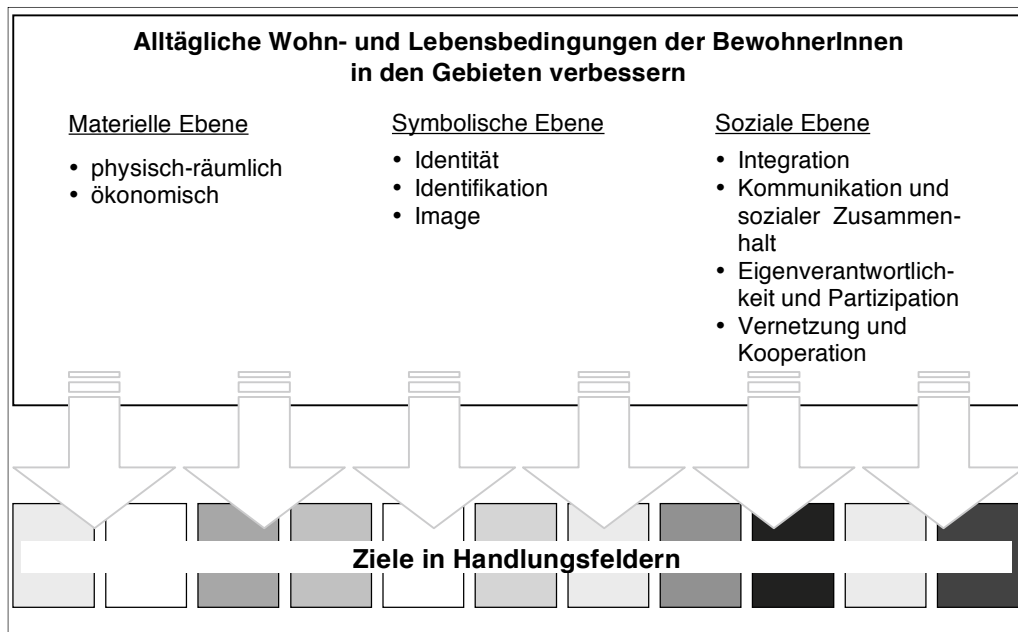 Alltägliche Wohn- und Lebensbedingungen der BewohnerInnen
in den Gebieten verbessern
Materielle Ebene
• physisch-räumlich
• ökonomisch
Symbolische Ebene
• Identität
• Identifikation
• Image
Soziale Ebene
• Integration
• Kommunikation und
sozialer Zusammen-
halt
• Eigenverantwortlich-
keit und Partizipation
• Vernetzung und
Kooperation
Ziele in Handlungsfeldern